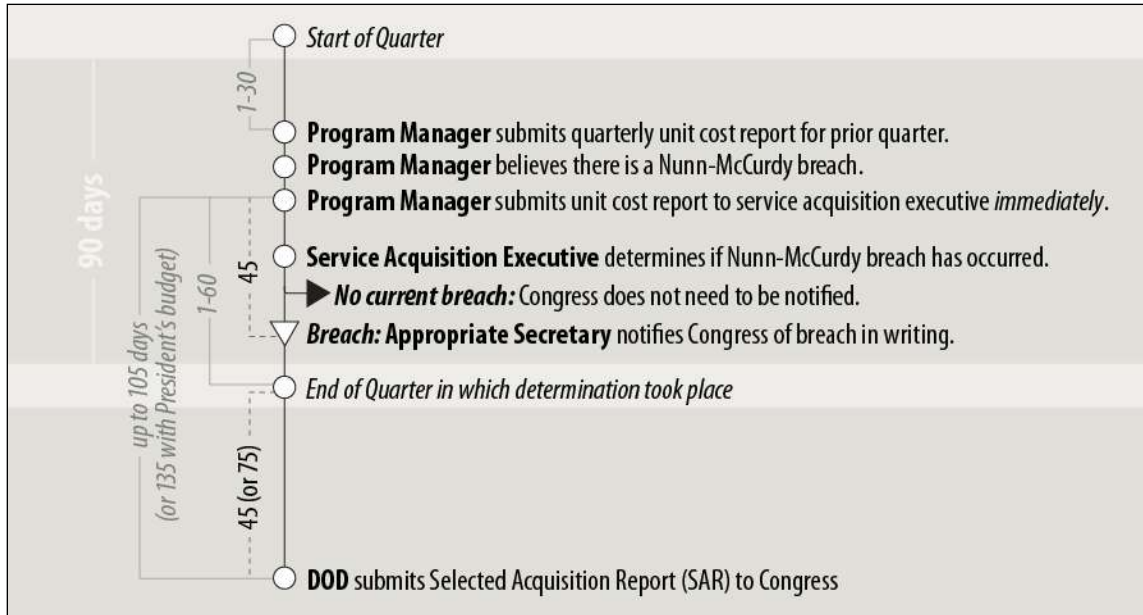 Start of Quarter
1-30
Program Manager submits quarterly unit cost report for prior quarter.
Program Manager believes there is a Nunn-McCurdy breach.
Program Manager submits unit cost report to service acquisition executive immediately.
90 days
Service Acquisition Executive determines if Nunn-McCurdy breach has occurred.
45
1-60
No current breach: Congress does not need to be notified.
Breach: Appropriate Secretary notifies Congress of breach in writing.
up to 105 days
(or 135 with President's budget)
End of Quarter in which determination took place
45 (or 75)
DOD submits Selected Acquisition Report (SAR) to Congress